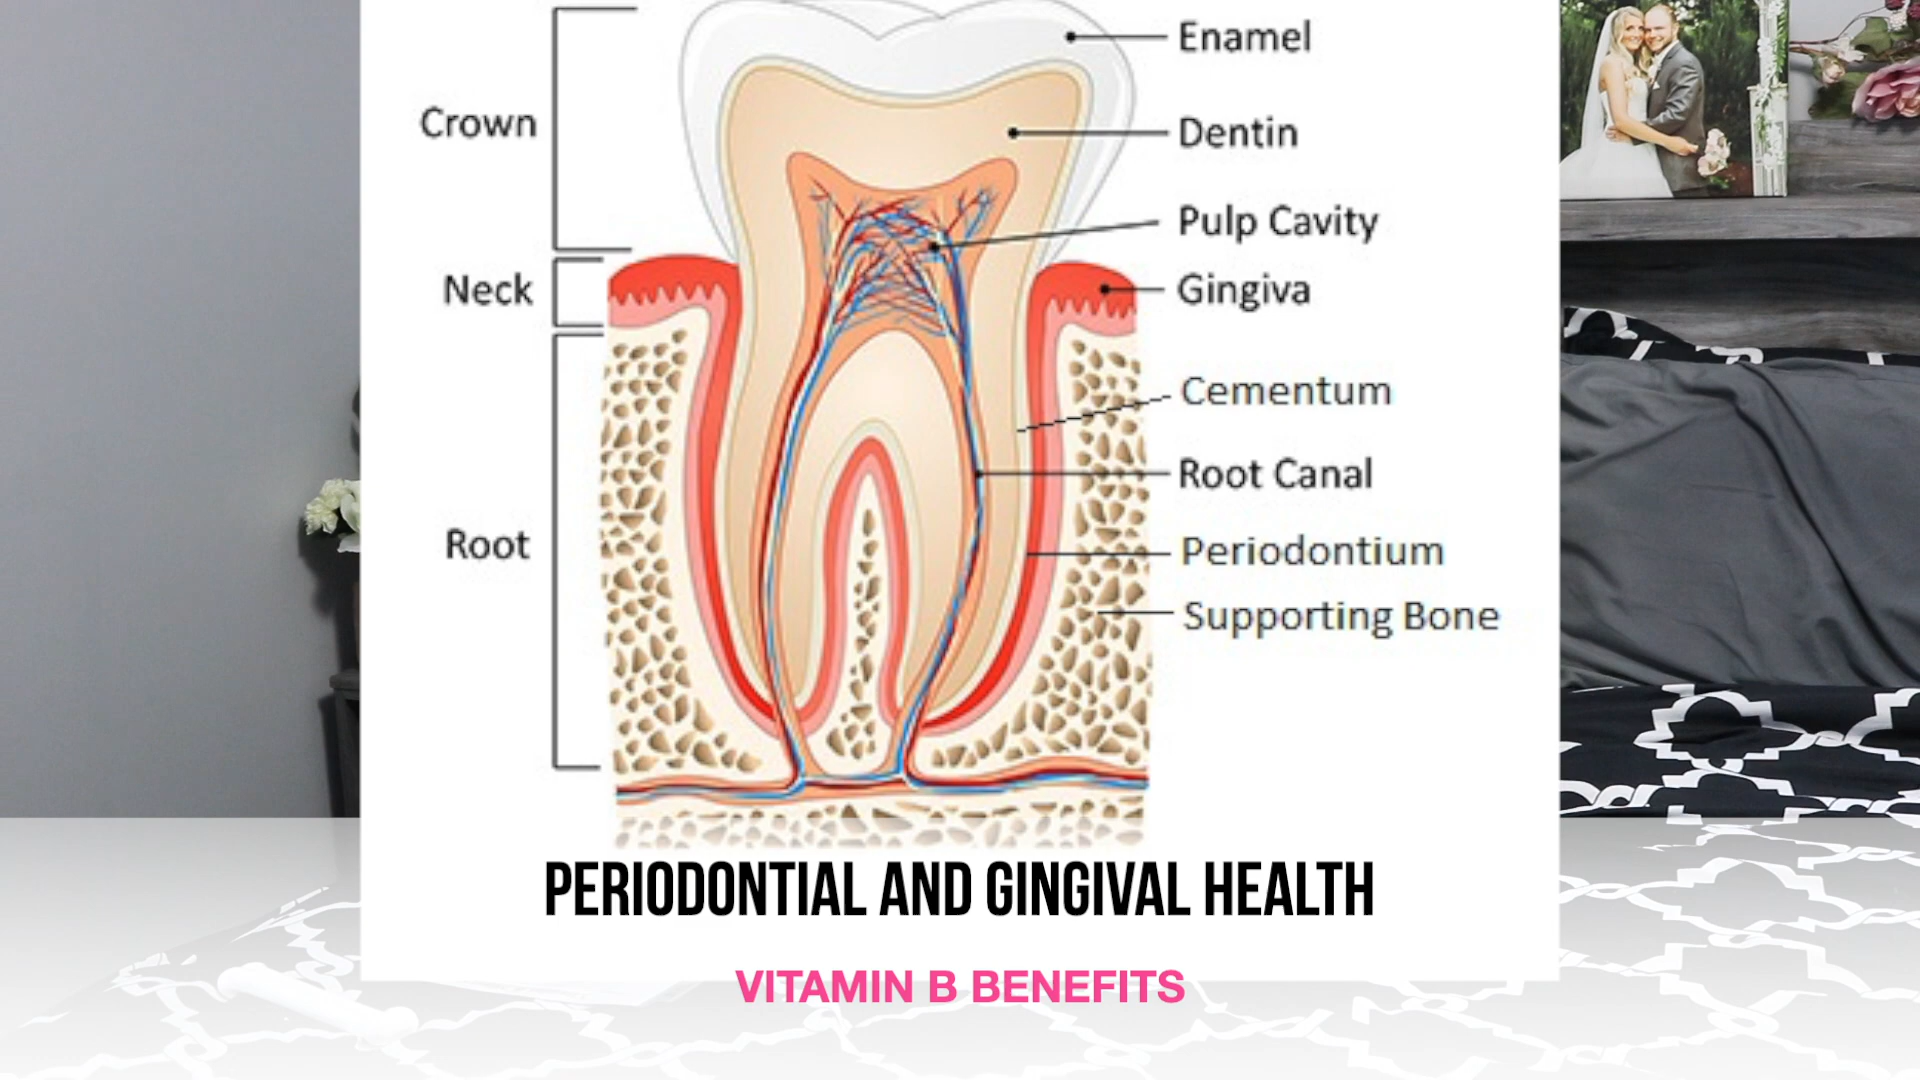 Crown
Neck
Root
Enamel
Dentin
Pulp Cavity
Gingiva
Cementum
Root Canal
Periodontium
Supporting Bone
PERIODONTIAL AND GINGIVAL HEALTH
VITAMIN B BENEFITS